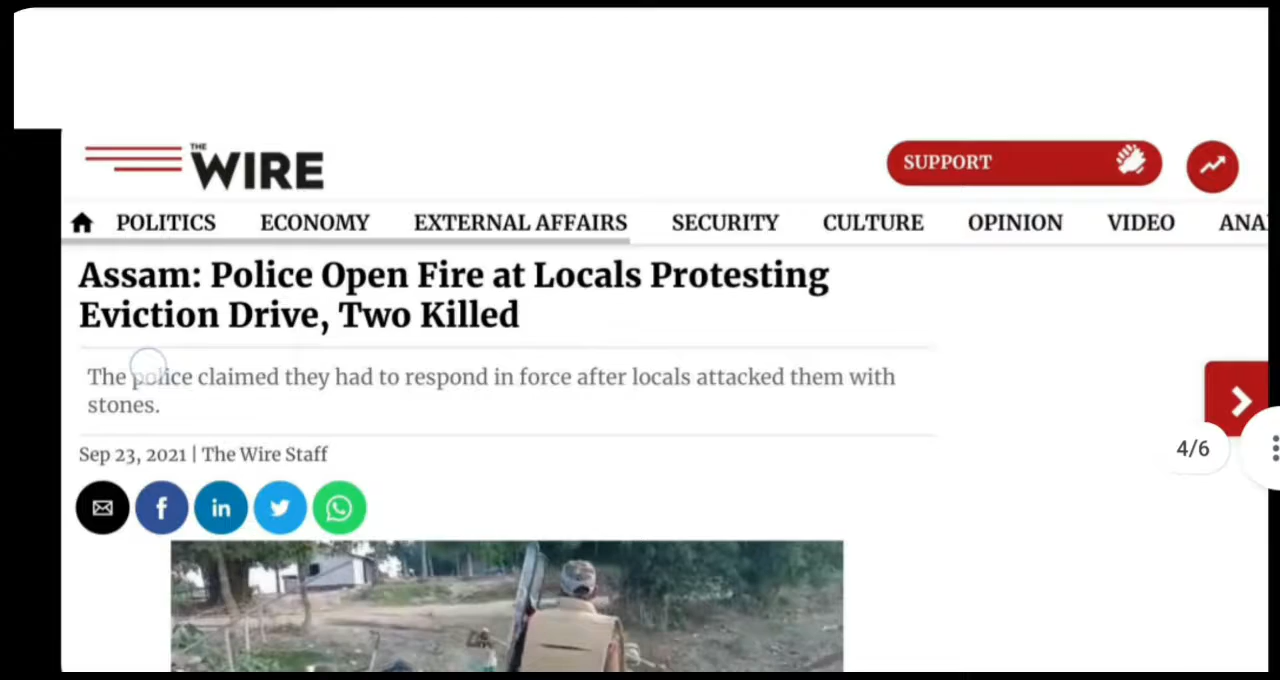 THE
WIRE
SUPPORT
POLITICS ECONOMY EXTERNAL AFFAIRS SECURITY CULTURE OPINION VIDEO ANA
Assam: Police Open Fire at Locals Protesting
Eviction Drive, Two Killed
The police claimed they had to respond in force after locals attacked them with
stones.
4/6
Sep 23, 2021 | The Wire Staff
f in